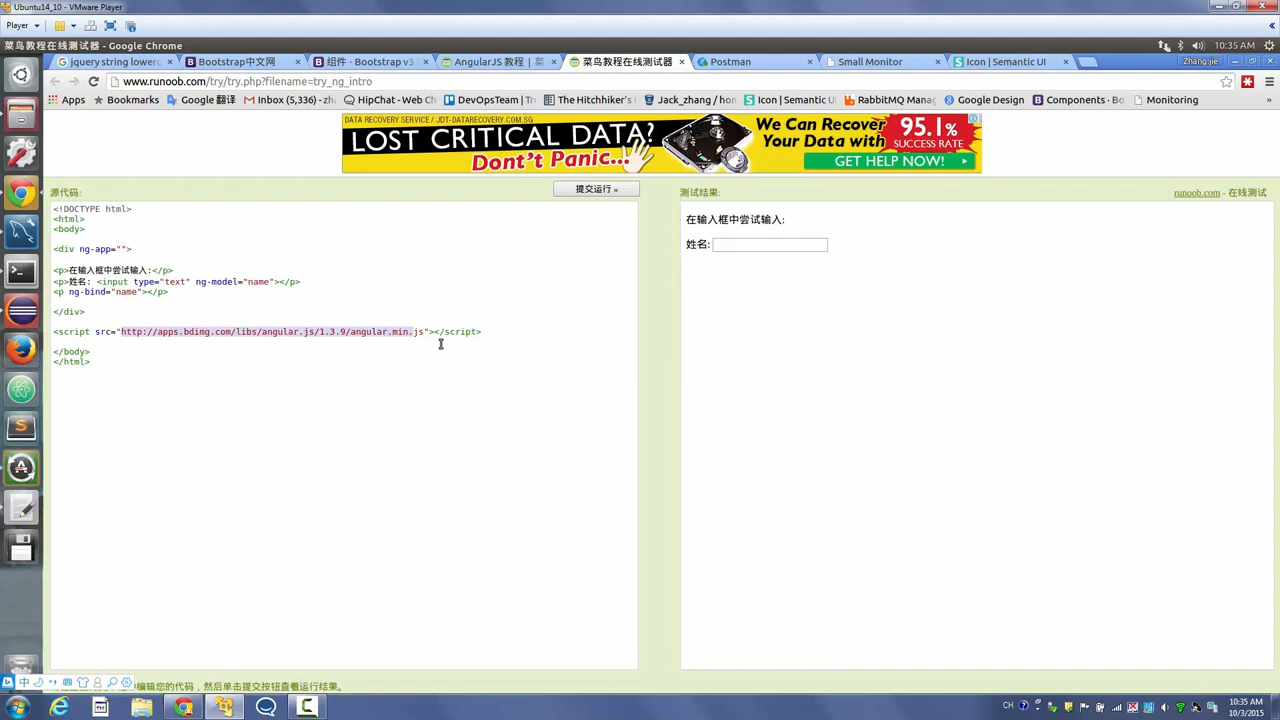 Ubuntu14_10 - VMware Player
Player
菜鸟教程在线测试器 - Google Chrome
10:35 AM
jquery string lowerc
Bootstrap中文网
组件 · Bootstrap v3
AngularJS 教程 | 菜
菜鸟教程在线测试器
Postman
Small Monitor
Icon | Semantic UI
Zhangjie
www.runoob.com/try/try.php?filename=try_ng_intro
Apps
Bookmarks
Google 翻译
Inbox (5,336) - zh
HipChat - Web C
DevOpsTeam | Tr
The Hitchhiker's
Jack_zhang / hom
Icon | Semantic U
RabbitMQ Mana
Google Design
Components · Bo
Monitoring
»
DATA RECOVERY SERVICE / JDT-DATARECOVERY.COM.SG
LOST CRITICAL DATA?
Dont't Panic...
We Can Recover
Your Data with
95.1%
SUCCESS RATE
GET HELP NOW!
源代码:
提交运行 »
测试结果:
runoob.com - 在线测试
<!DOCTYPE html>
<html>
<body>
<div ng-app="">
<p>在输入框中尝试输入:</p>
<p>姓名: <input type="text" ng-model="name"></p>
<p ng-bind="name"></p>
</div>
<script src="http://apps.bdimg.com/libs/angular.js/1.3.9/angular.min.js"></script>
</body>
</html>
在输入框中尝试输入:
姓名:
中
编辑您的代码，然后单击提交按钮查看运行结果。
CH
10:35 AM
10/3/2015